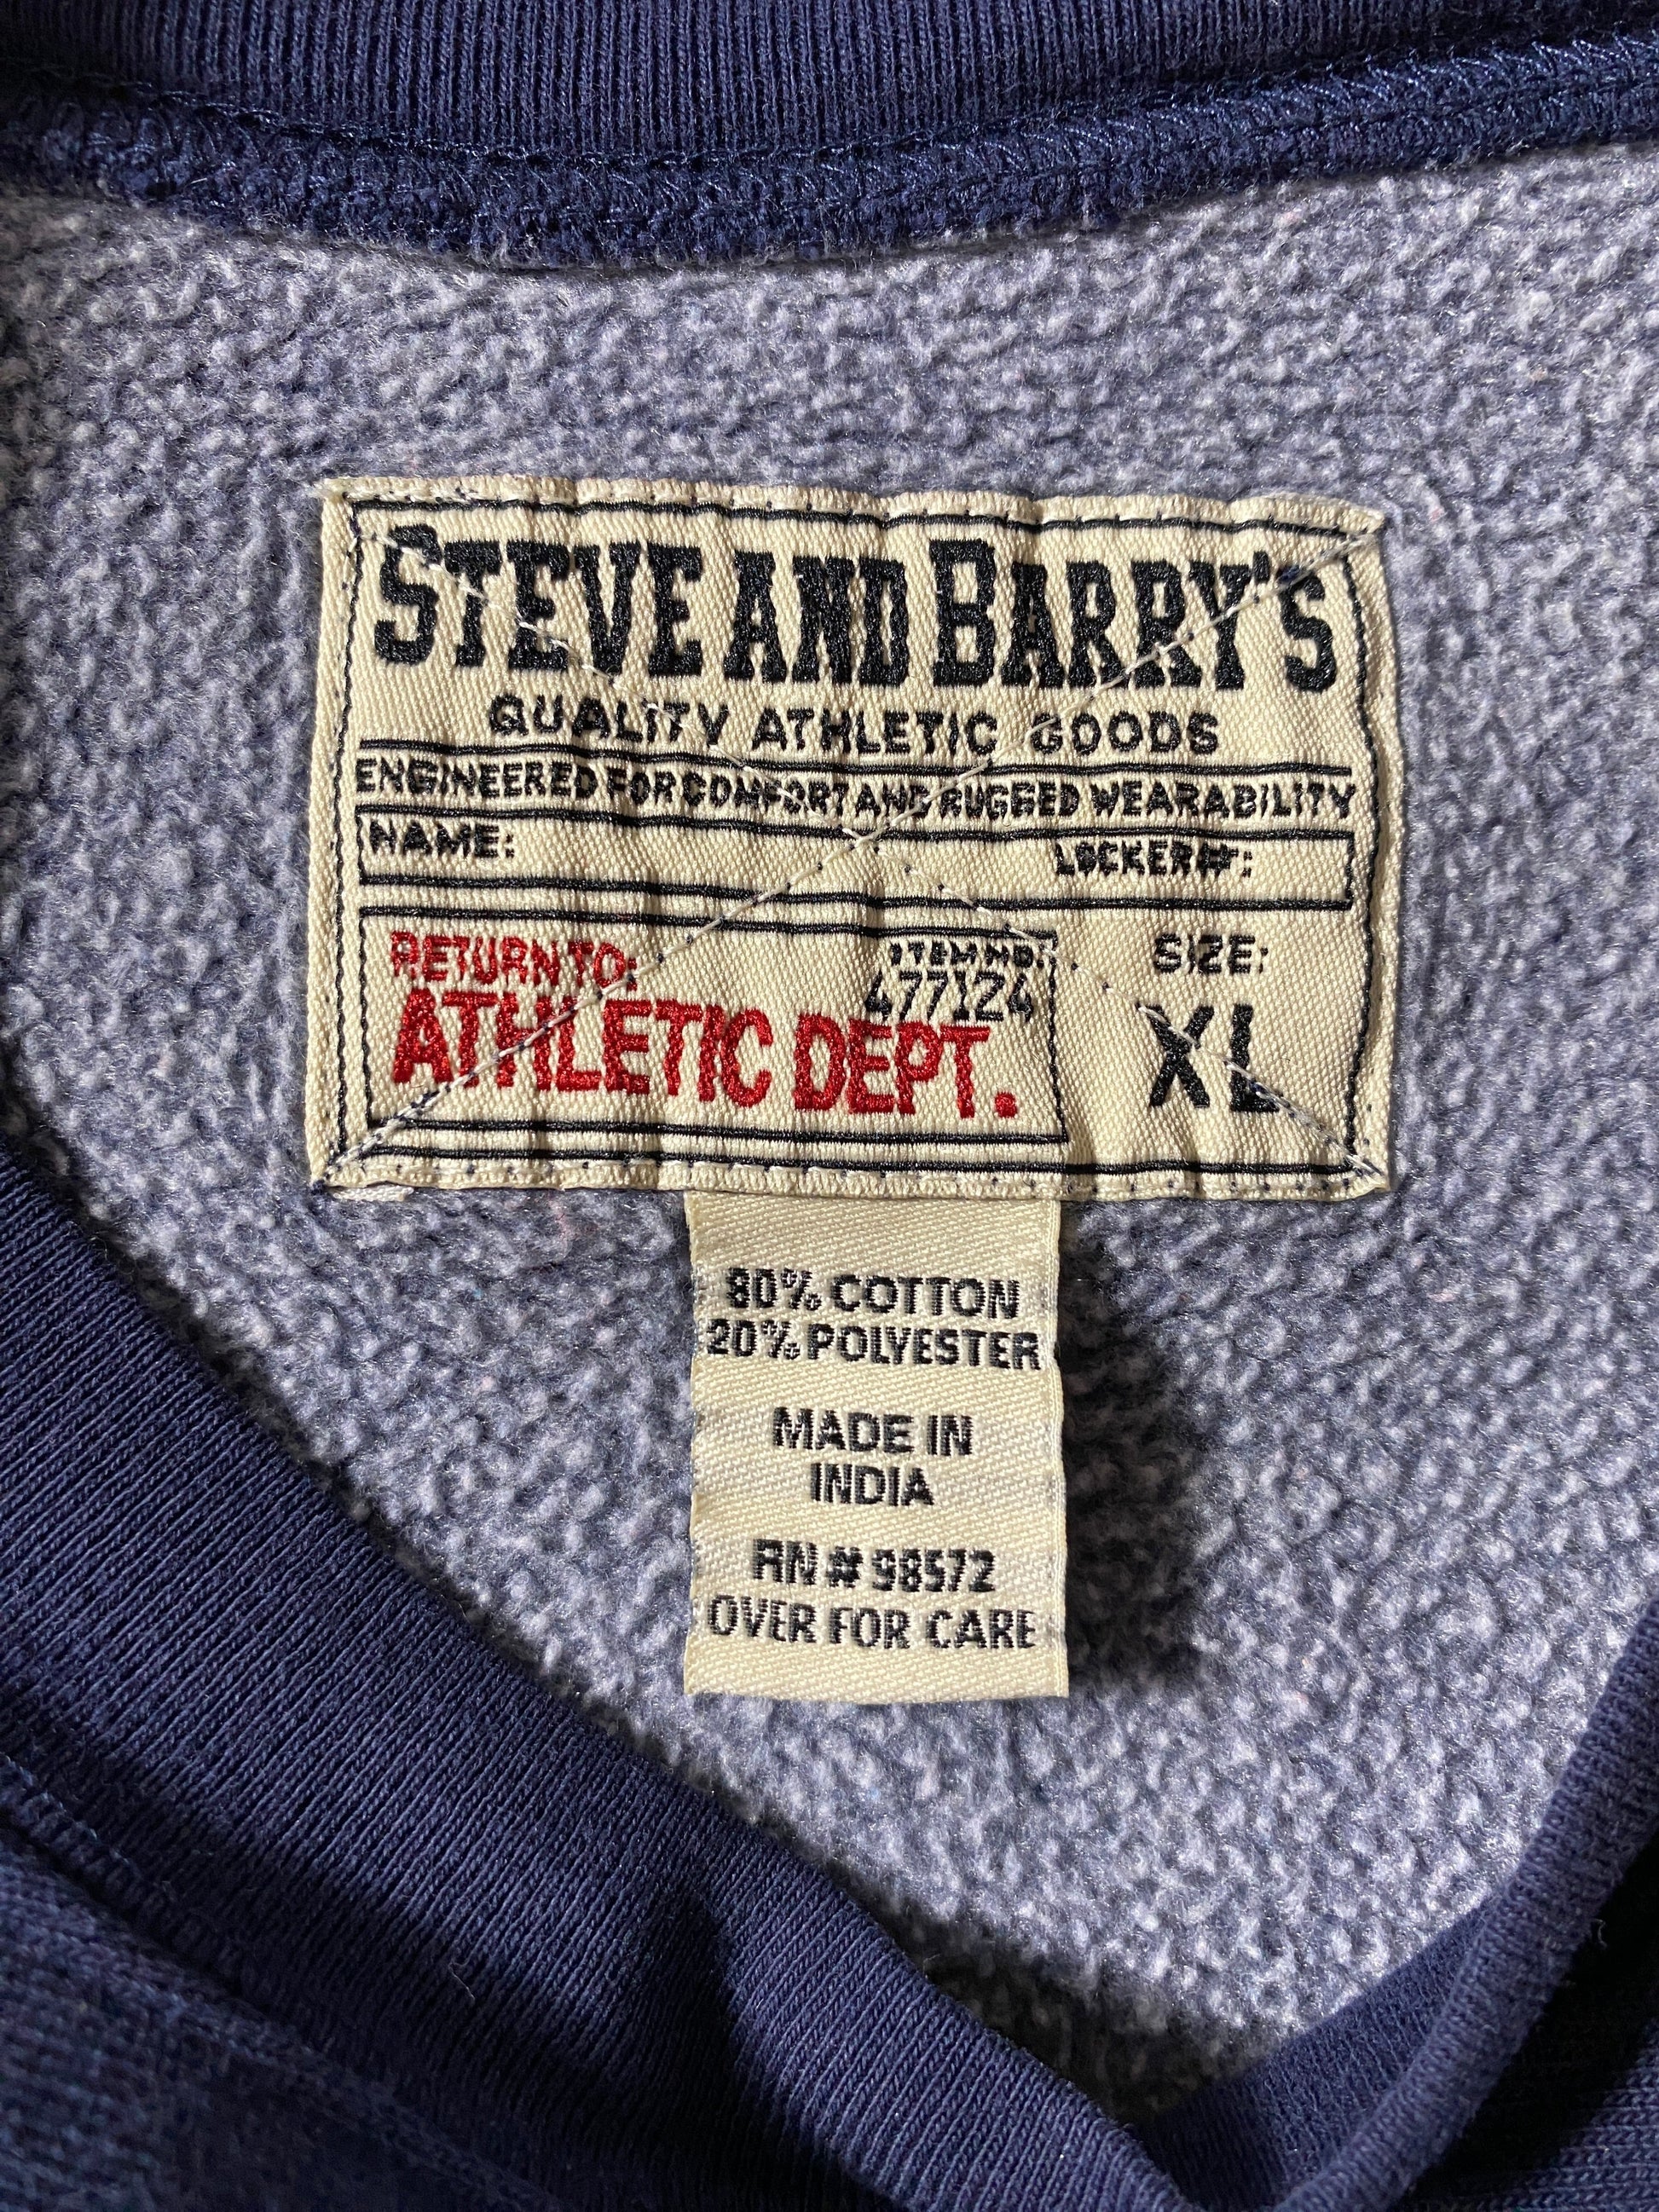 STEVE AND BARRY'S
QUALITY ATHLETIC GOODS
ENGINEERED FOR COMFORT AND RUGGED WEARABILITY
NAME: LOCKER#:
RETURN TO: ITEM NO. SIZE:
477124
ATHLETIC DEPT. XL
80% COTTON
20% POLYESTER
MADE IN
INDIA
RN # 98572
OVER FOR CARE